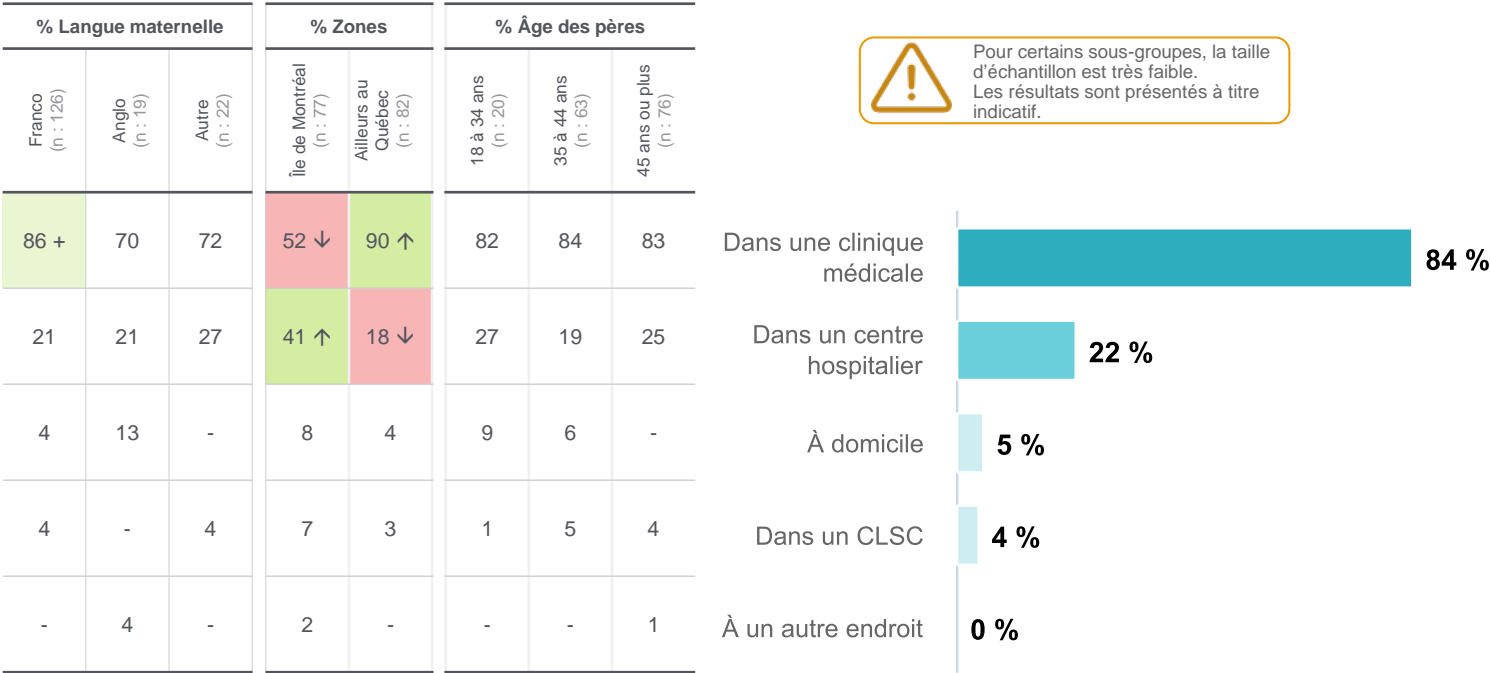 % Langue maternelle
% Zones
% Âge des pères
Franco
(n : 126)
Anglo
(n : 19)
Autre
(n : 22)
Île de Montréal
(n : 77)
Ailleurs au
Québec
(n : 82)
18 à 34 ans
(n : 20)
35 à 44 ans
(n : 63)
45 ans ou plus
(n : 76)
86 + 70 72 52 ↓ 90 ↑ 82 84 83
21 21 27 41 ↑ 18 ↓ 27 19 25
4 13 - 8 4 9 6 -
4 - 4 7 3 1 5 4
- 4 - 2 - - - 1
Pour certains sous-groupes, la taille
d'échantillon est très faible.
Les résultats sont présentés à titre
indicatif.
Dans une clinique
médicale
84 %
Dans un centre
hospitalier
22 %
À domicile
5 %
Dans un CLSC
4 %
À un autre endroit
0 %